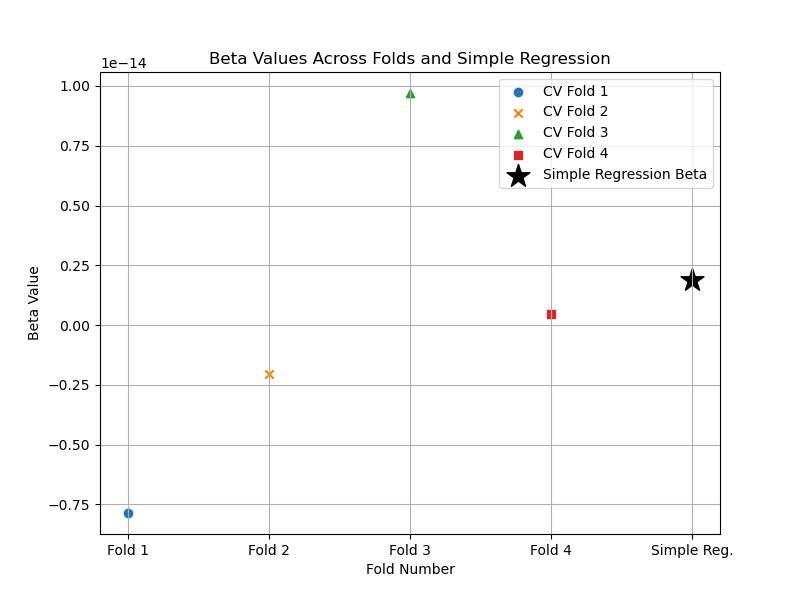 Beta Values Across Folds and Simple Regression
1e−14
1.00
0.75
0.50
0.25
0.00
−0.25
−0.50
−0.75
Beta Value
CV Fold 1
CV Fold 2
CV Fold 3
CV Fold 4
Simple Regression Beta
Fold 1
Fold 2
Fold 3
Fold 4
Simple Reg.
Fold Number